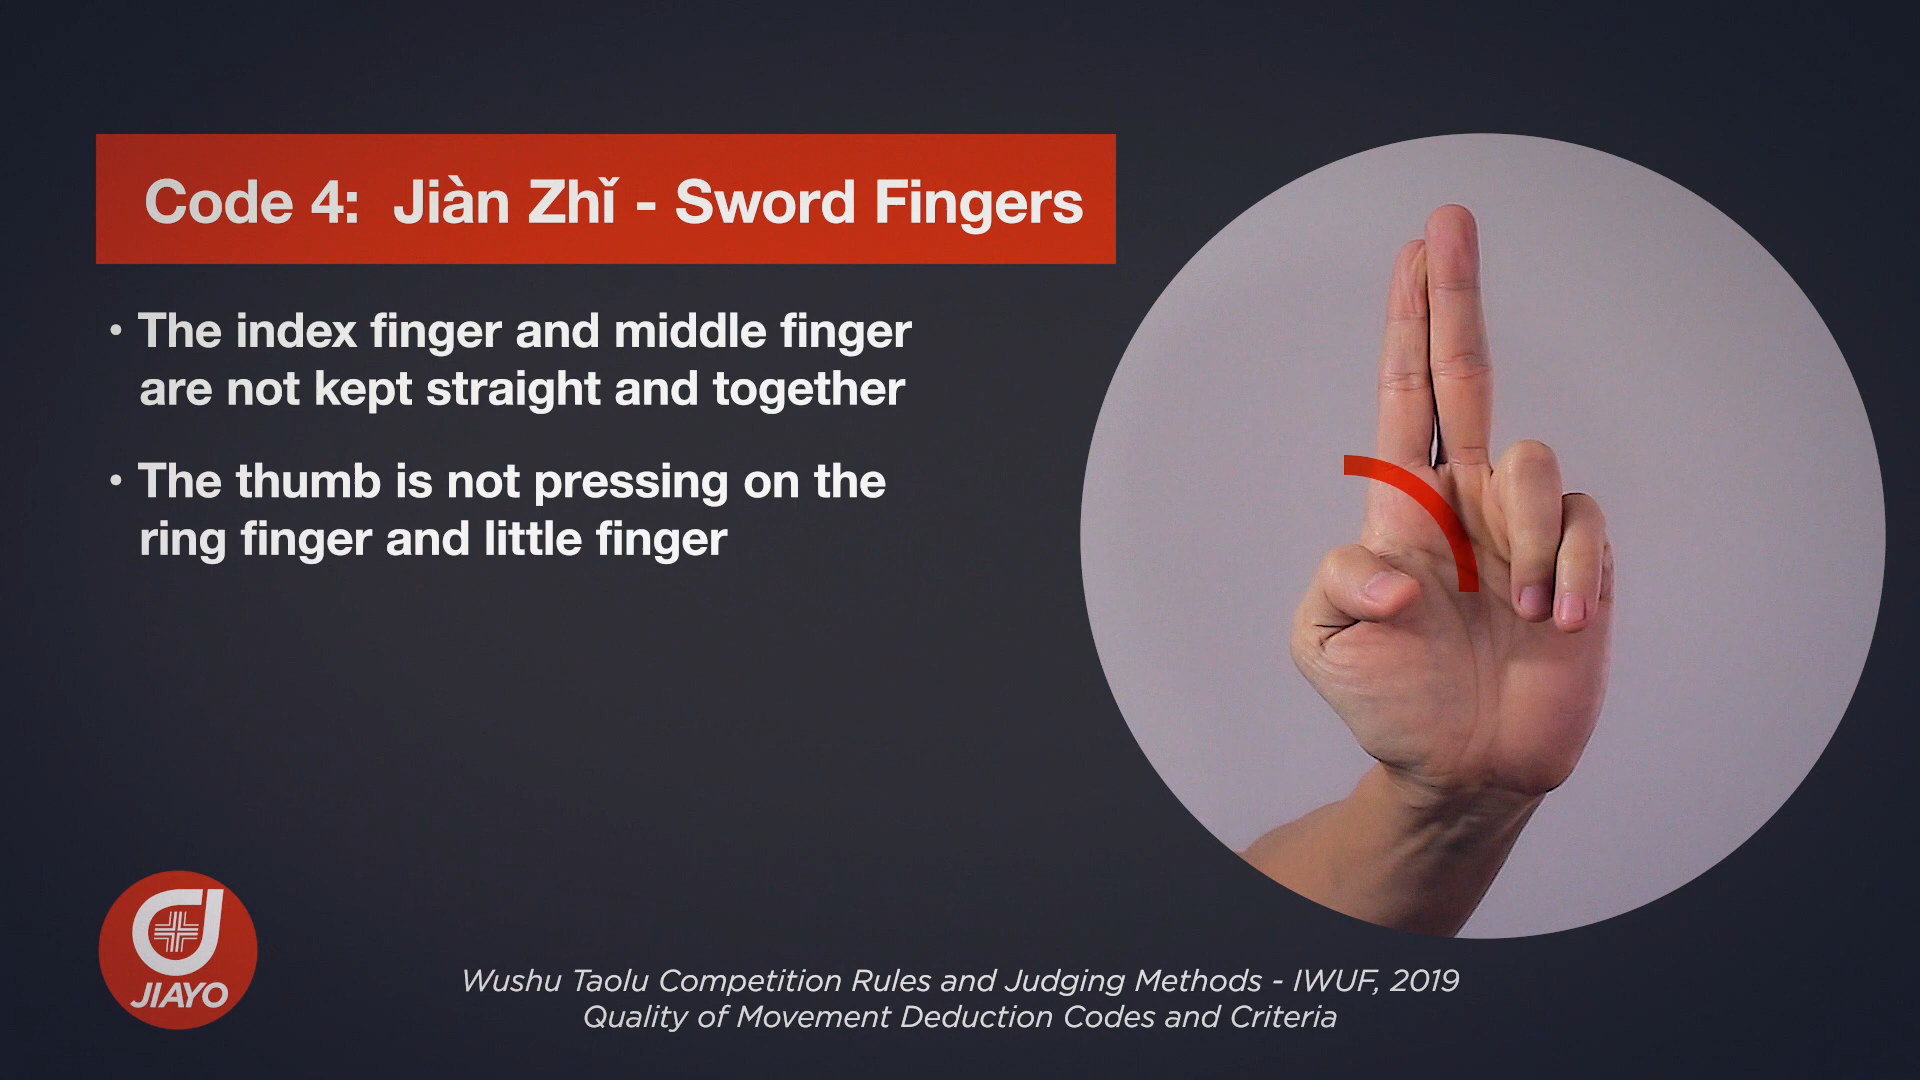 Code 4: Jiàn Zhǐ - Sword Fingers
• The index finger and middle finger
are not kept straight and together
• The thumb is not pressing on the
ring finger and little finger
JIAYO
Wushu Taolu Competition Rules and Judging Methods - IWUF, 2019
Quality of Movement Deduction Codes and Criteria